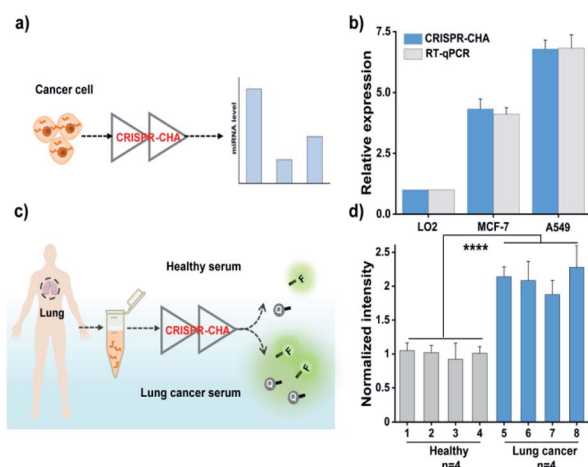 a)
Cancer cell
CRISPR-CHA
miRNA level
b)
CRISPR-CHA
RT-qPCR
Relative expression
7.5
5.0
2.5
0.0
LO2 MCF-7 A549
c)
Healthy serum
Lung
CRISPR-CHA
F
Q
F
F
F
Q
Q
Q
Lung cancer serum
d)
****
Normalized intensity
2.5
2
1.5
1
0.5
0
1 2 3 4 5 6 7 8
Healthy Lung cancer
n=4 n=4